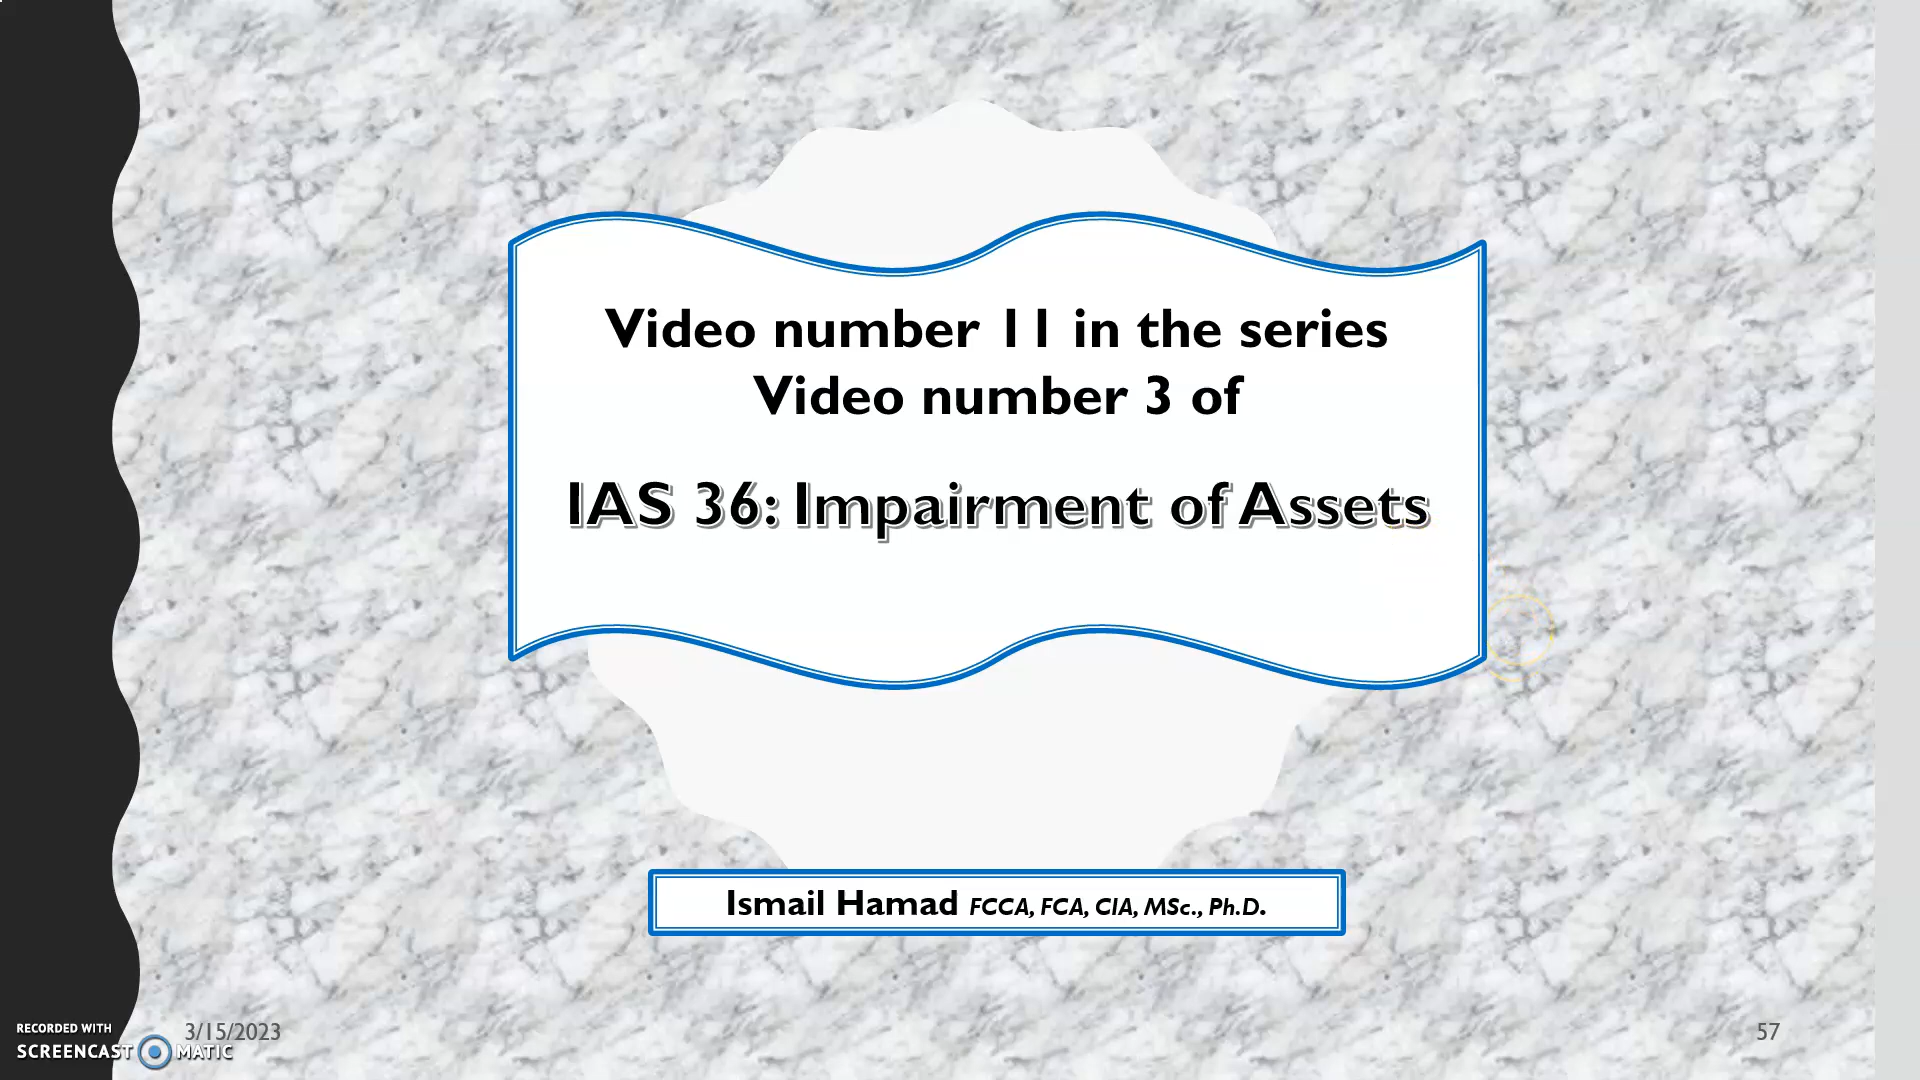 Video number 11 in the series
Video number 3 of
IAS 36: Impairment of Assets
Ismail Hamad FCCA, FCA, CIA, MSc., Ph.D.
RECORDED WITH
SCREENCAST MATIC
3/15/2023
57